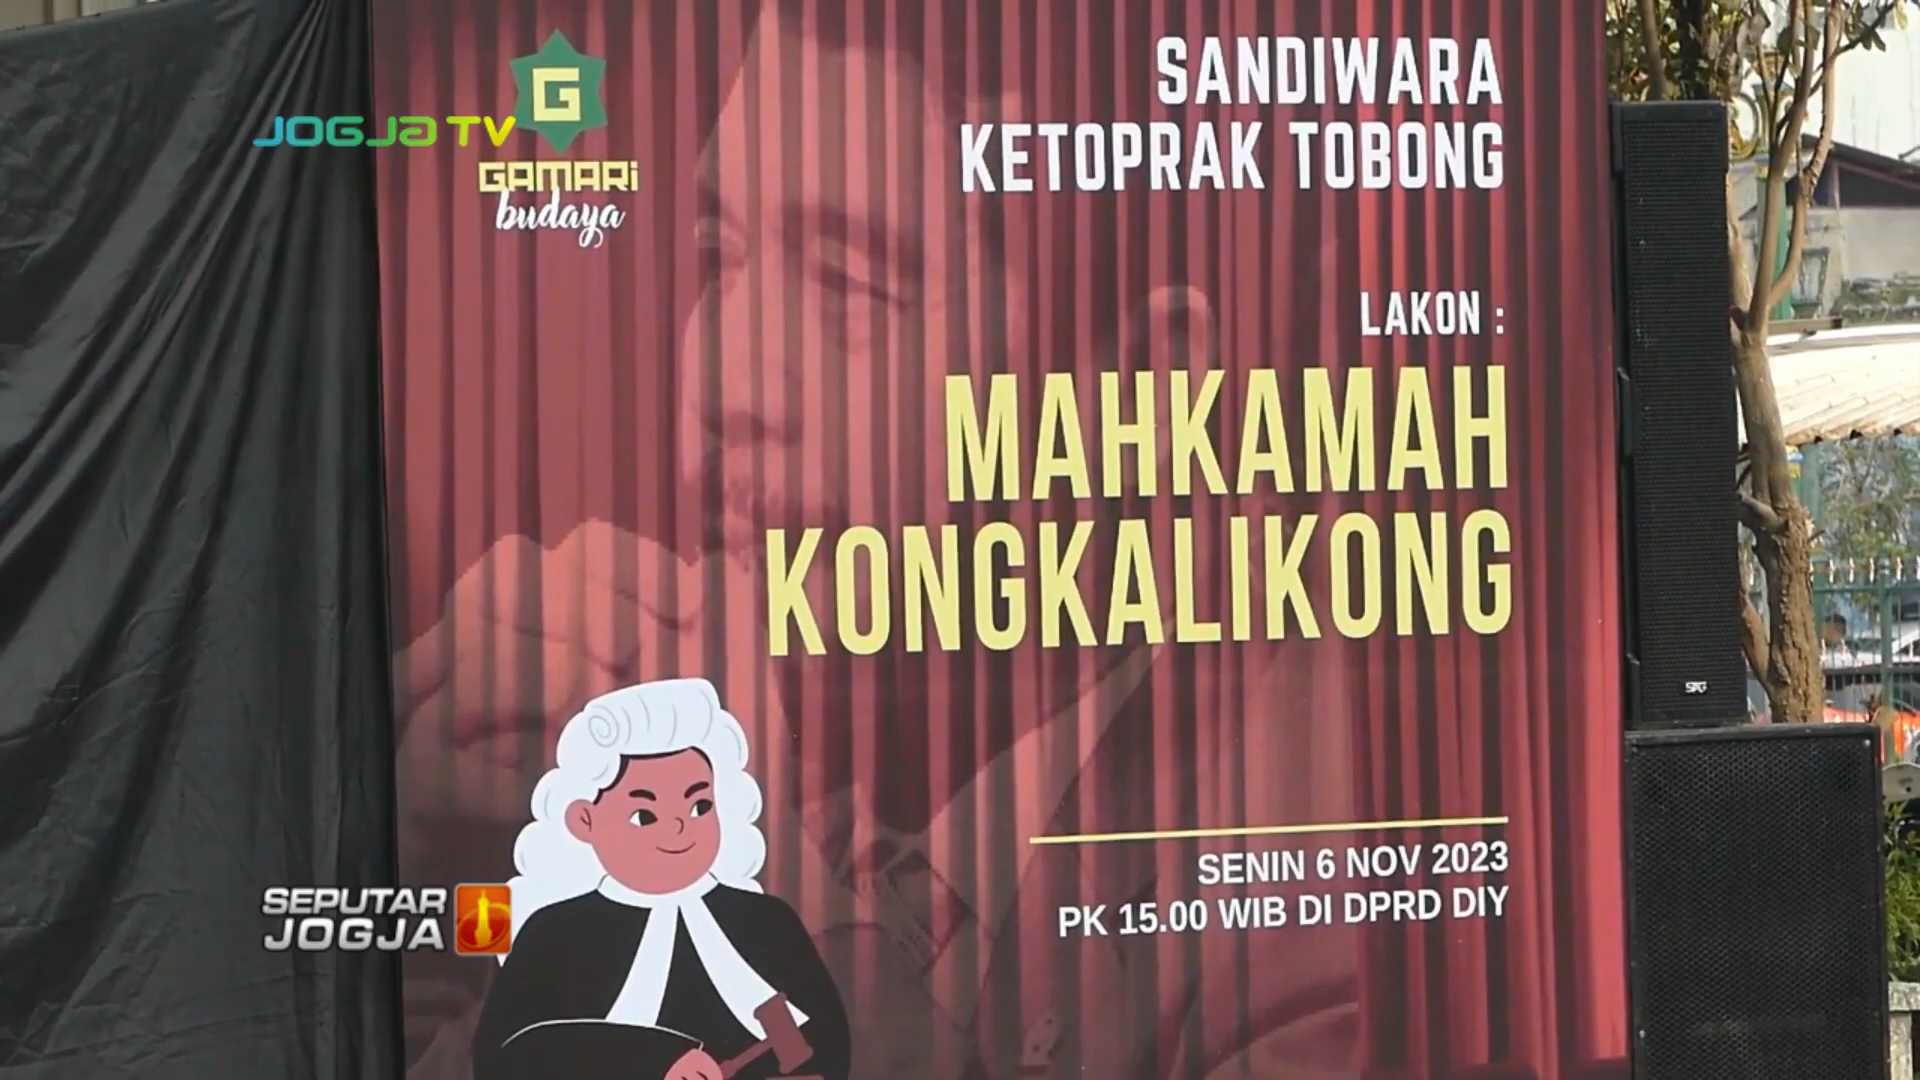 JOGJA TV
G
GAMARI
budaya
SANDIWARA
KETOPRAK TOBONG
LAKON :
MAHKAMAH
KONGKALIKONG
SENIN 6 NOV 2023
PK 15.00 WIB DI DPRD DIY
SEPUTAR
JOGJA